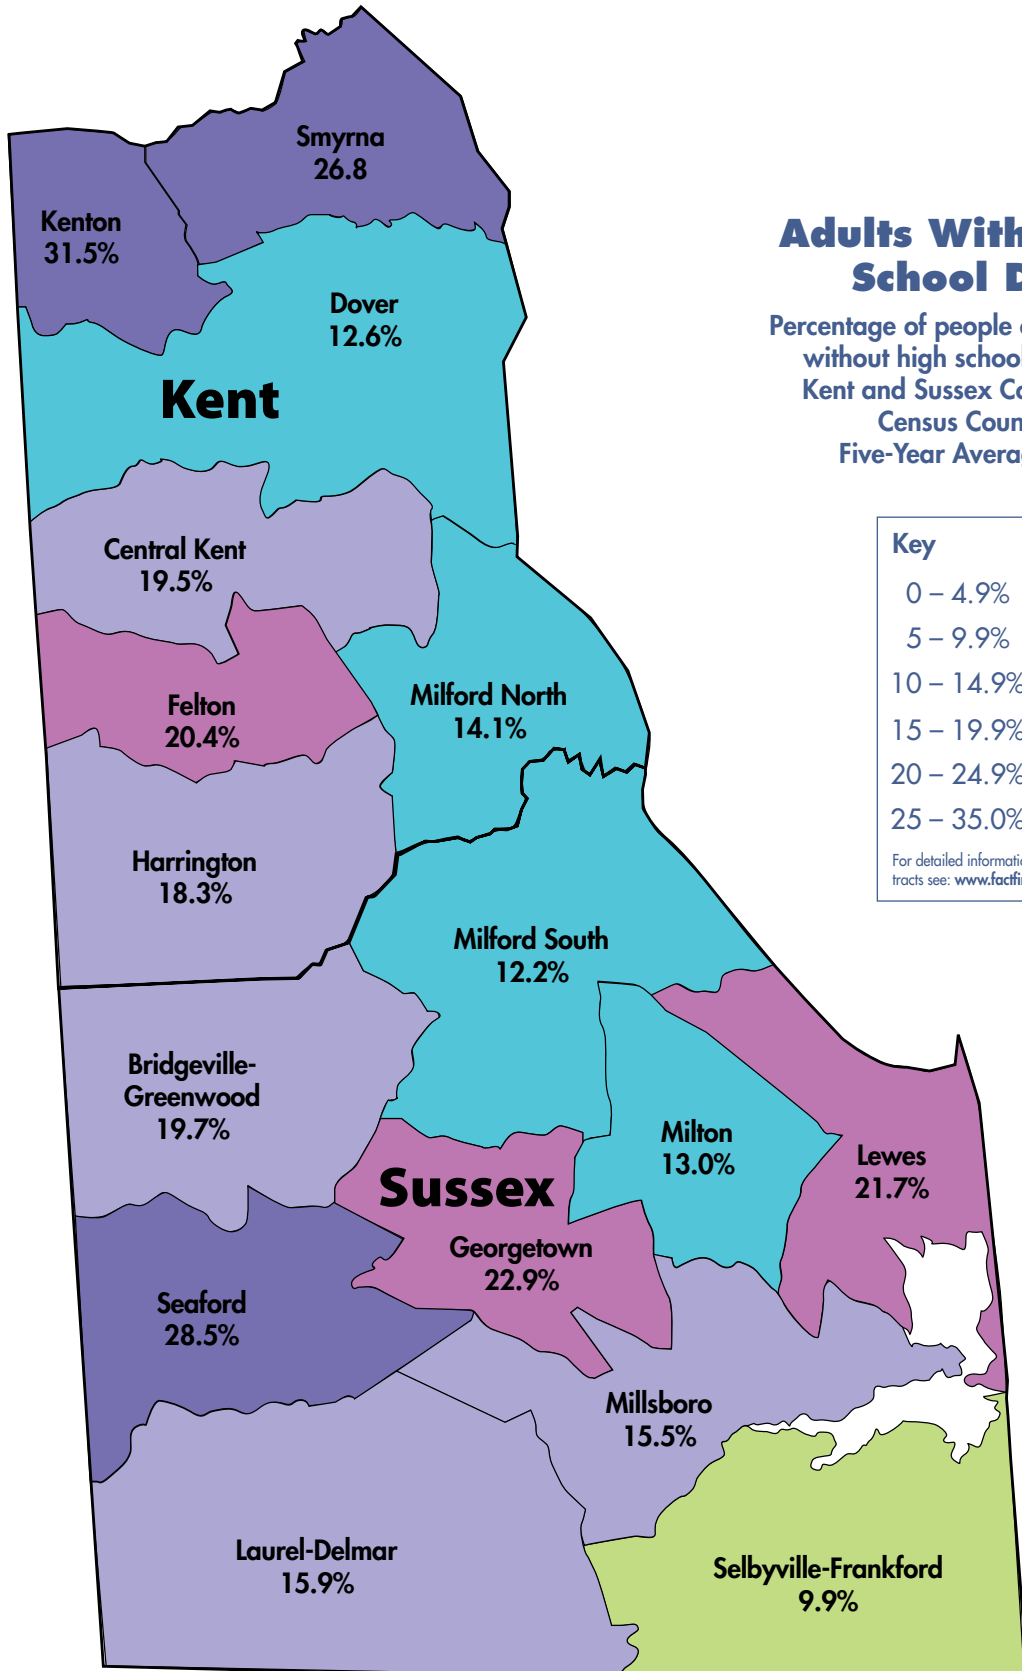 Smyrna
26.8
Kenton
31.5%
Adults With
School D
Percentage of people
without high school
Kent and Sussex Co
Census Coun
Five-Year Avera
Dover
12.6%
Kent
Central Kent
19.5%
Key
0 – 4.9%
5 – 9.9%
10 – 14.9%
15 – 19.9%
20 – 24.9%
25 – 35.0%
For detailed informati
tracts see: www.factfi
Felton
20.4%
Milford North
14.1%
Harrington
18.3%
Milford South
12.2%
Bridgeville-
Greenwood
19.7%
Milton
13.0%
Lewes
21.7%
Sussex
Georgetown
22.9%
Seaford
28.5%
Millsboro
15.5%
Laurel-Delmar
15.9%
Selbyville-Frankford
9.9%